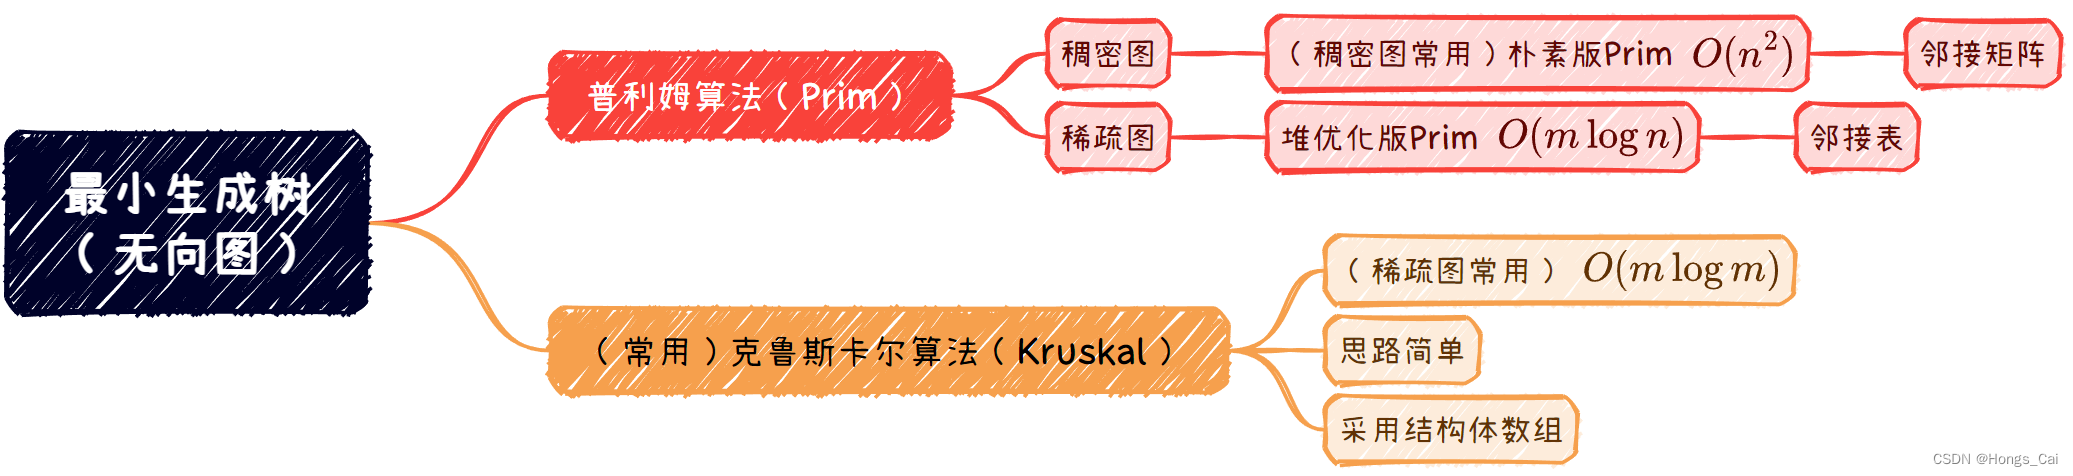 最小生成树
（无向图）
普利姆算法（Prim）
稠密图
（稠密图常用）朴素版Prim O(n²)
邻接矩阵
稀疏图
堆优化版Prim O(m log n)
邻接表
（常用）克鲁斯卡尔算法（Kruskal）
（稀疏图常用） O(m log m)
思路简单
采用结构体数组
CSDN @Hongs_Cai